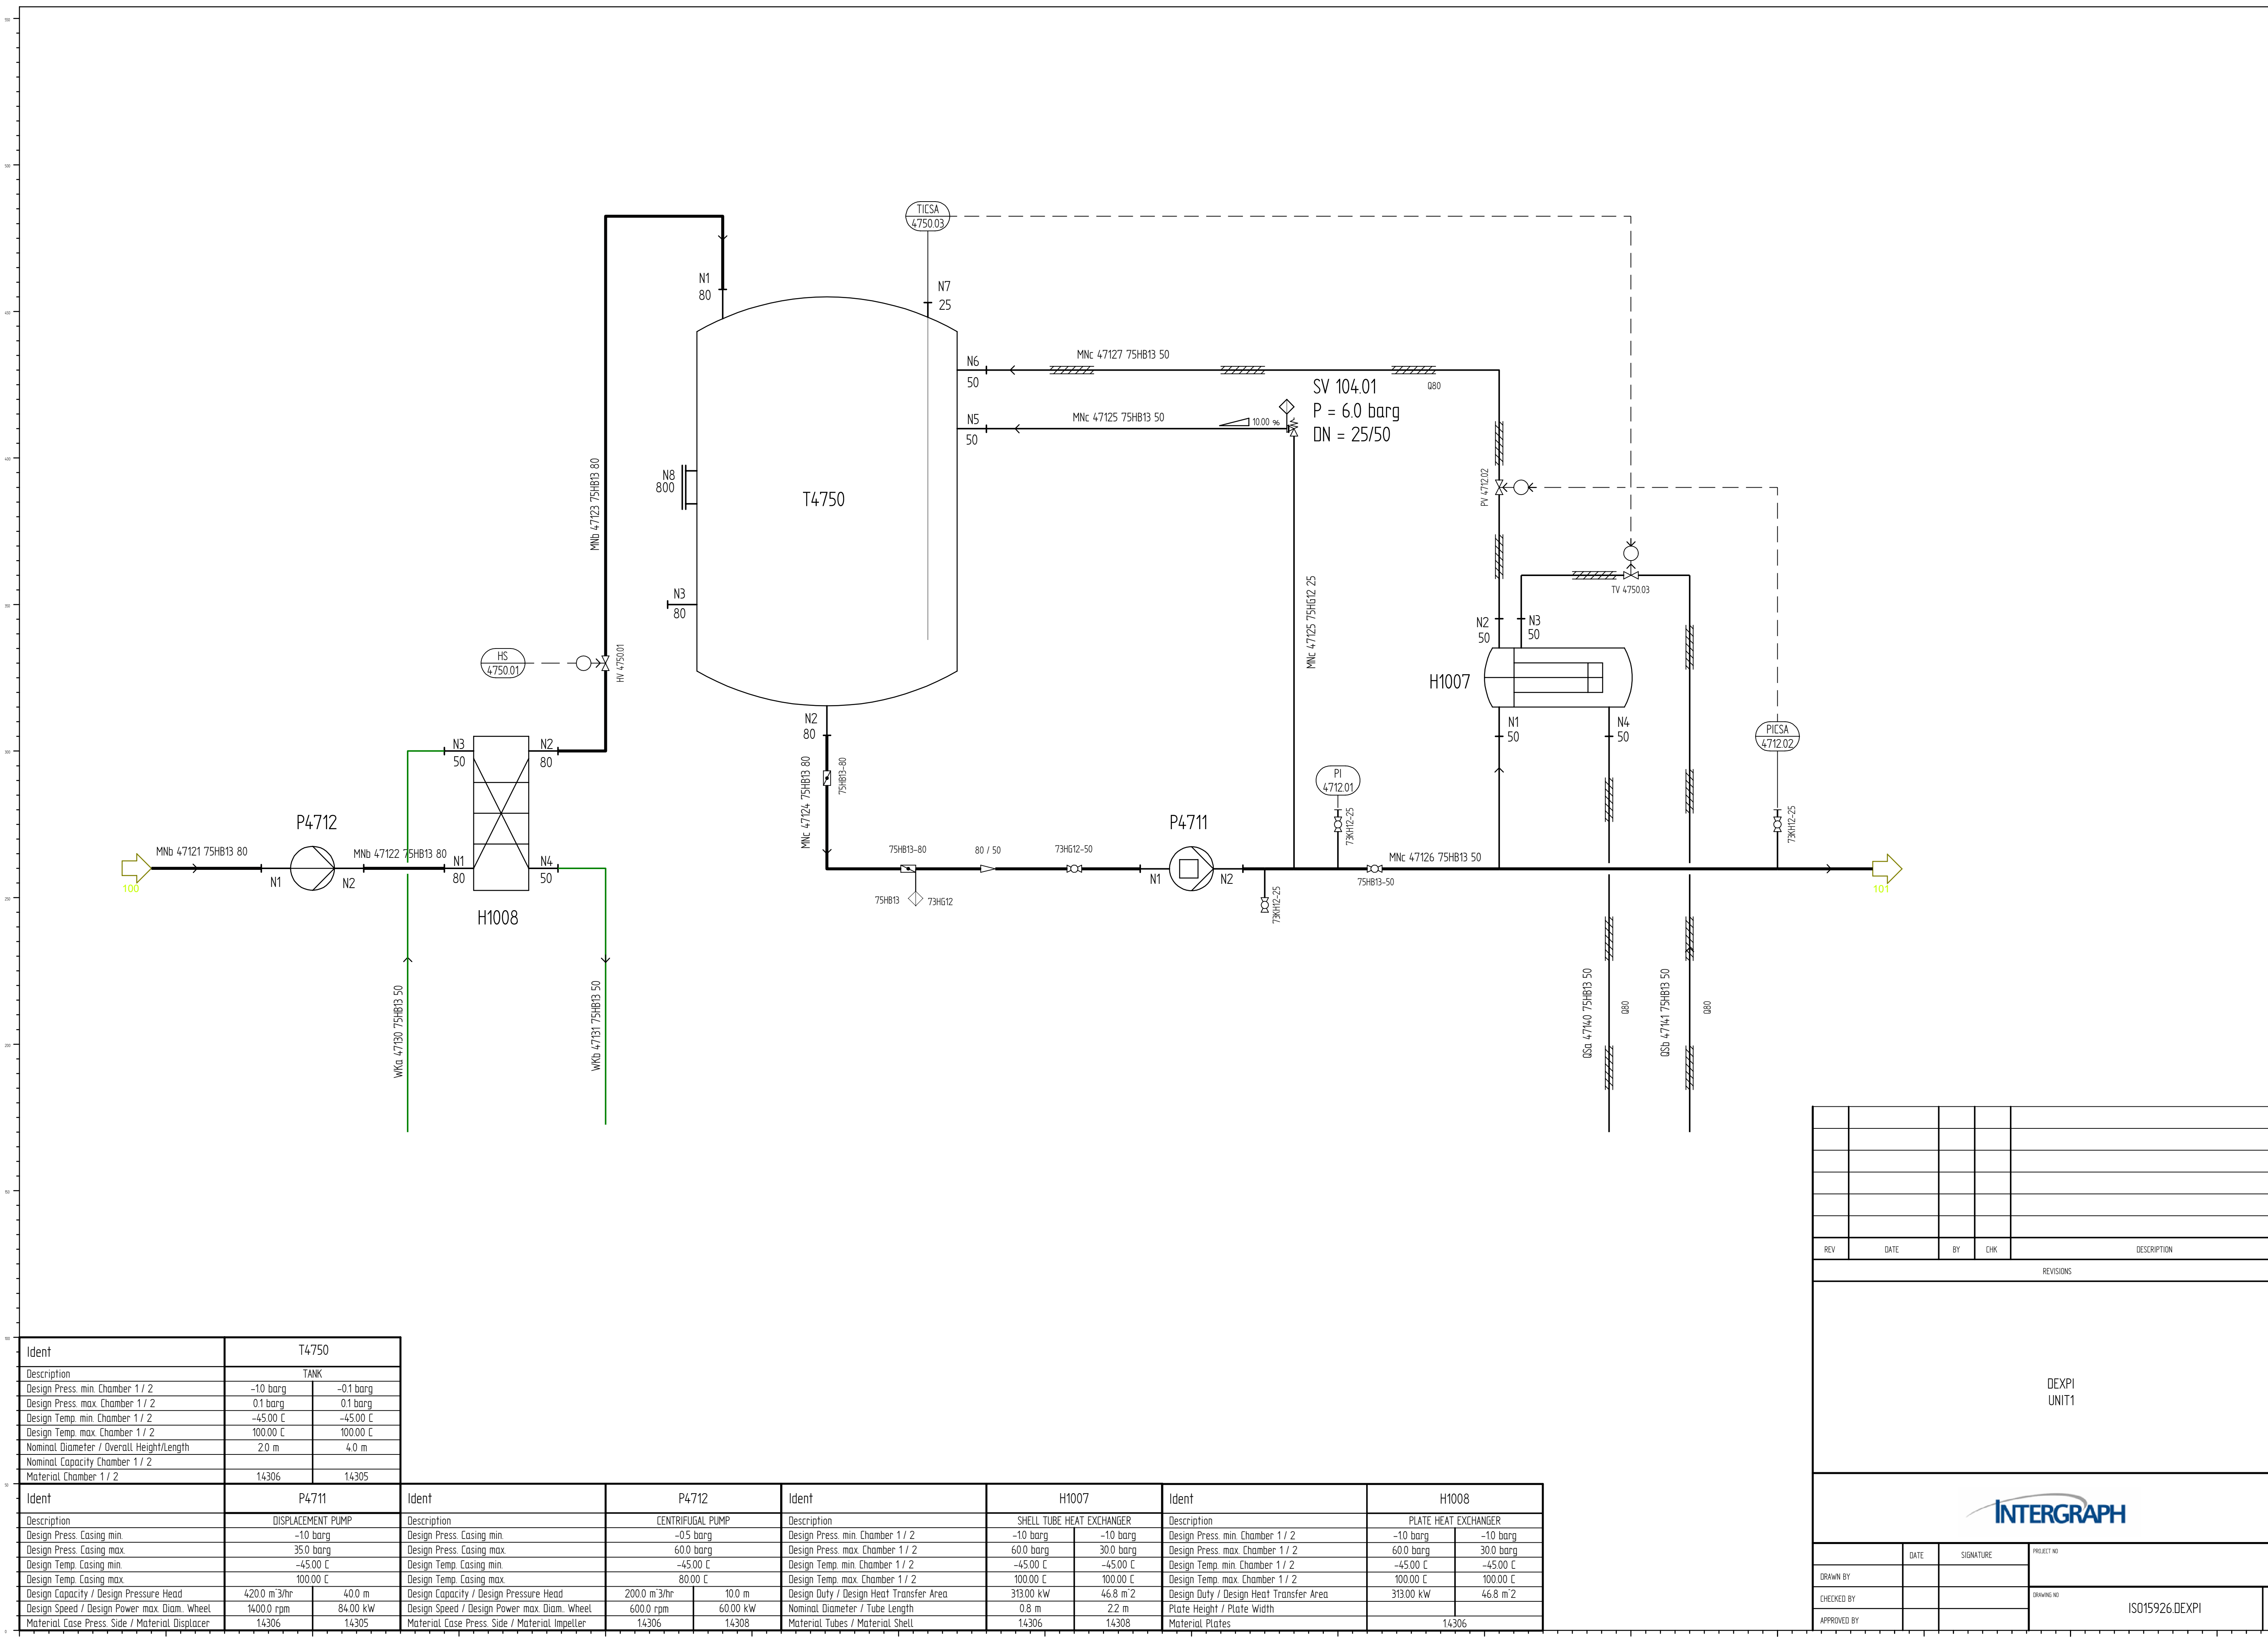 TICSA
4750.03
N1
80
N7
25
N6
50
MNc 47127 75HB13 50
Q80
SV 104.01
P = 6.0 barg
DN = 25/50
N5
50
MNc 47125 75HB13 50
10.00 %
MNb 47123 75HB13 80
N8
800
T4750
PV 4712.02
N3
80
TV 4750.03
MNc 47125 75HG12 25
N2
50
N3
50
HS
4750.01
HV 4750.01
H1007
N2
80
N1
50
N4
50
PICSA
4712.02
N3
50
N2
80
MNc 47124 75HB13 80
75HB13-80
PI
4712.01
73KH12-25
73KH12-25
P4712
P4711
MNb 47121 75HB13 80
MNb 47122 75HB13 80
75HB13-80
80 / 50
73HG12-50
MNc 47126 75HB13 50
N1
N2
N1
80
N4
50
N1
N2
75HB13-50
100
101
75HB13
73HG12
73KH12-25
H1008
WKa 47130 75HB13 50
WKb 47131 75HB13 50
QSa 47140 75HB13 50
Q80
QSb 47141 75HB13 50
Q80
REV DATE BY CHK DESCRIPTION
REVISIONS
DEXPI
UNIT1
INTERGRAPH
DATE SIGNATURE PROJECT NO
DRAWN BY
CHECKED BY
DRAWING NO
ISO15926.DEXPI
APPROVED BY
Ident T4750
Description TANK
Design Press. min. Chamber 1 / 2 -1.0 barg -0.1 barg
Design Press. max. Chamber 1 / 2 0.1 barg 0.1 barg
Design Temp. min. Chamber 1 / 2 -45.00 C -45.00 C
Design Temp. max. Chamber 1 / 2 100.00 C 100.00 C
Nominal Diameter / Overall Height/Length 2.0 m 4.0 m
Nominal Capacity Chamber 1 / 2
Material Chamber 1 / 2 1.4306 1.4305
Ident P4711
Description DISPLACEMENT PUMP
Design Press. Casing min. -1.0 barg
Design Press. Casing max. 35.0 barg
Design Temp. Casing min. -45.00 C
Design Temp. Casing max. 100.00 C
Design Capacity / Design Pressure Head 420.0 m^3/hr 40.0 m
Design Speed / Design Power max. Diam.. Wheel 1400.0 rpm 84.00 kW
Material Case Press. Side / Material Displacer 1.4306 1.4305
Ident P4712
Description CENTRIFUGAL PUMP
Design Press. Casing min. -0.5 barg
Design Press. Casing max. 60.0 barg
Design Temp. Casing min. -45.00 C
Design Temp. Casing max. 80.00 C
Design Capacity / Design Pressure Head 200.0 m^3/hr 10.0 m
Design Speed / Design Power max. Diam.. Wheel 600.0 rpm 60.00 kW
Material Case Press. Side / Material Impeller 1.4306 1.4308
Ident H1007
Description SHELL TUBE HEAT EXCHANGER
Design Press. min. Chamber 1 / 2 -1.0 barg -1.0 barg
Design Press. max. Chamber 1 / 2 60.0 barg 30.0 barg
Design Temp. min. Chamber 1 / 2 -45.00 C -45.00 C
Design Temp. max. Chamber 1 / 2 100.00 C 100.00 C
Design Duty / Design Heat Transfer Area 313.00 kW 46.8 m^2
Nominal Diameter / Tube Length 0.8 m 2.2 m
Material Tubes / Material Shell 1.4306 1.4308
Ident H1008
Description PLATE HEAT EXCHANGER
Design Press. min. Chamber 1 / 2 -1.0 barg -1.0 barg
Design Press. max. Chamber 1 / 2 60.0 barg 30.0 barg
Design Temp. min. Chamber 1 / 2 -45.00 C -45.00 C
Design Temp. max. Chamber 1 / 2 100.00 C 100.00 C
Design Duty / Design Heat Transfer Area 313.00 kW 46.8 m^2
Plate Height / Plate Width
Material Plates 1.4306